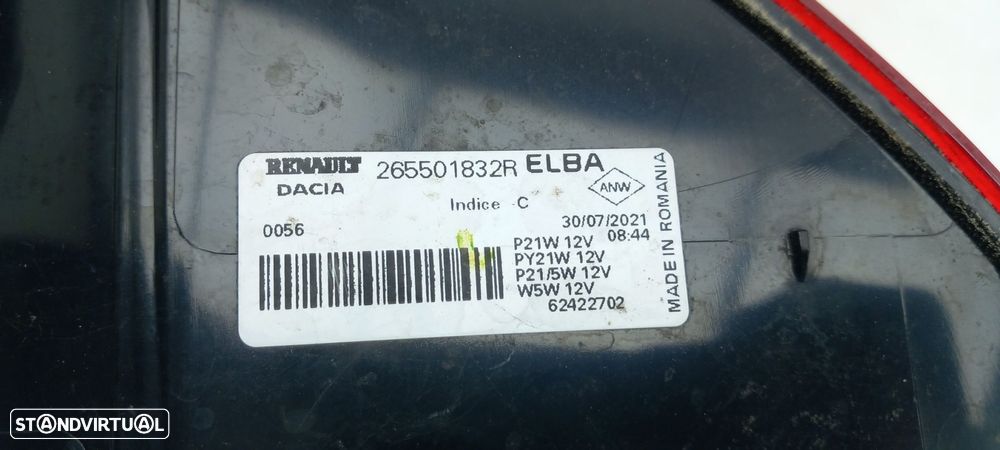 RENAULT 265501832R ELBA
DACIA
ANW
Indice C
0056
30/07/2021
08:44
P21W 12V
PY21W 12V
P21/5W 12V
W5W 12V
62422702
MADE IN ROMANIA
STANDVIRTUAL